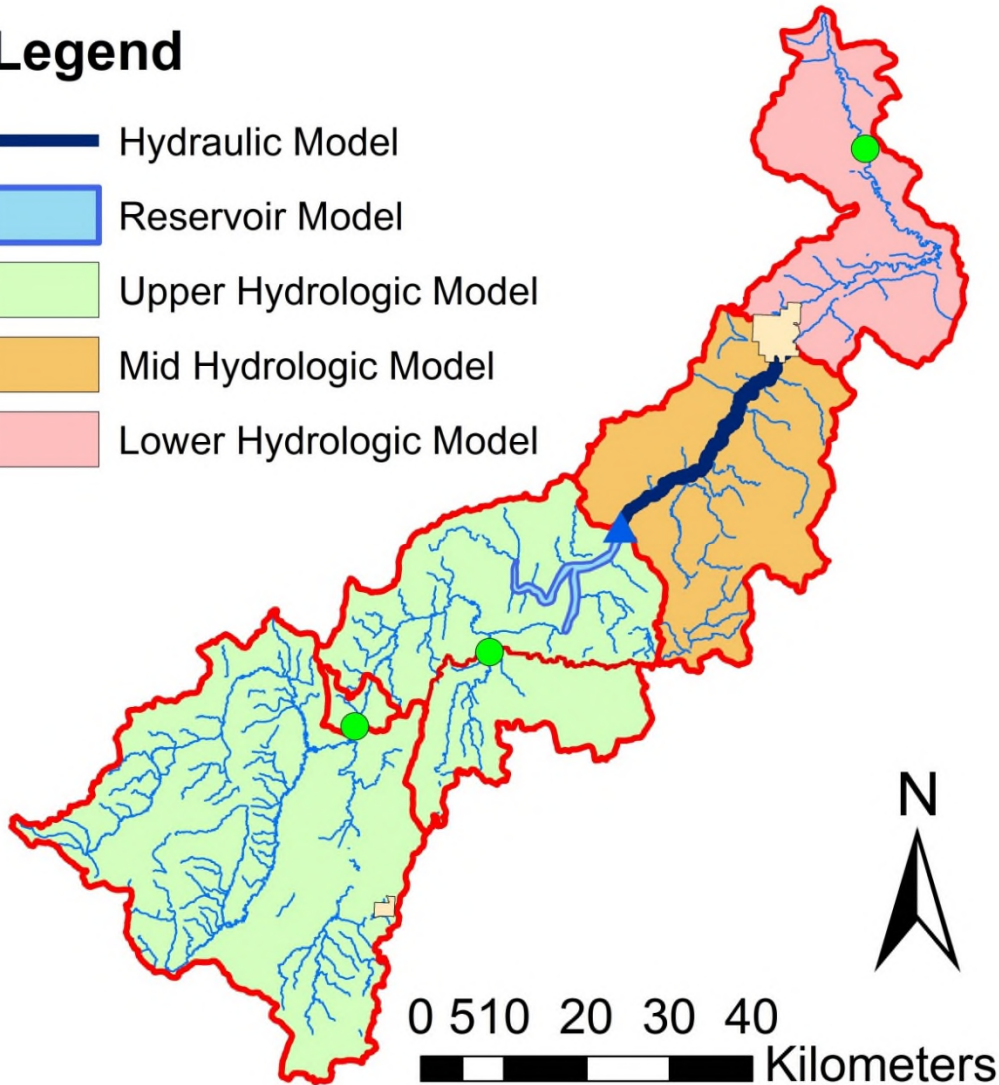 Legend
Hydraulic Model
Reservoir Model
Upper Hydrologic Model
Mid Hydrologic Model
Lower Hydrologic Model
N
0 510 20 30 40
Kilometers